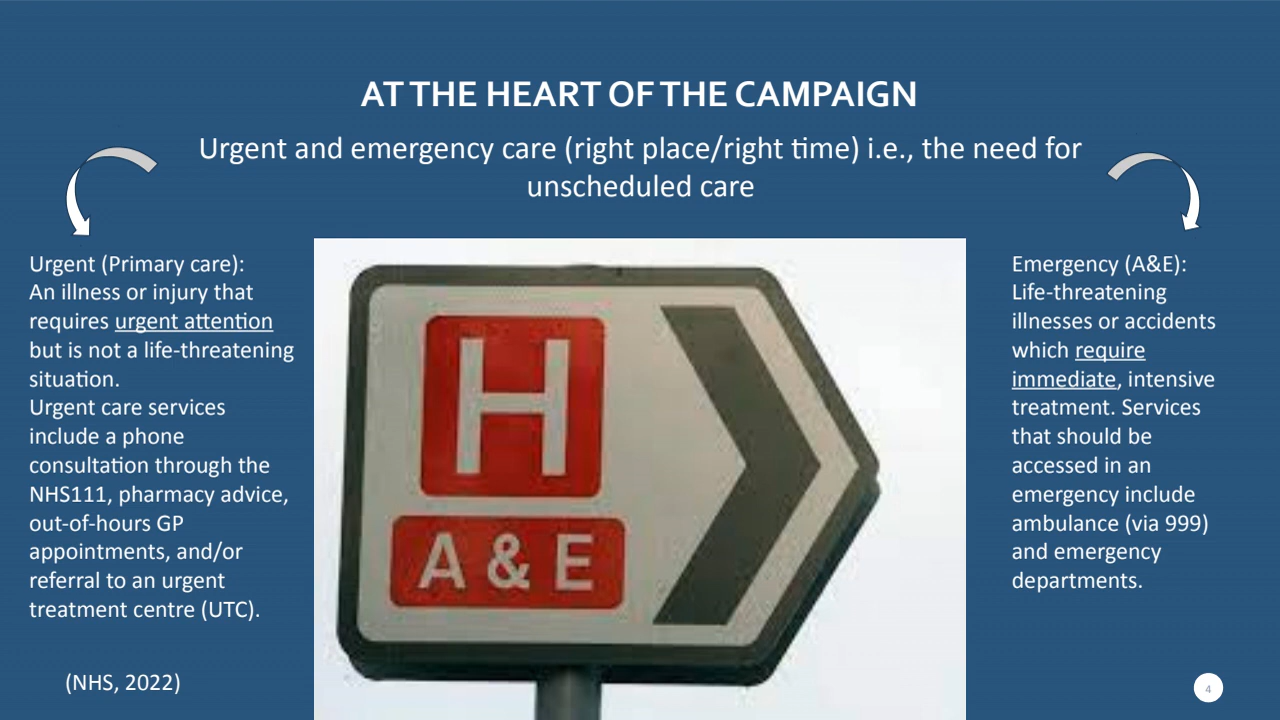 AT THE HEART OF THE CAMPAIGN
Urgent and emergency care (right place/right time) i.e., the need for
unscheduled care
Urgent (Primary care):
An illness or injury that
requires urgent attention
but is not a life-threatening
situation.
Urgent care services
include a phone
consultation through the
NHS111, pharmacy advice,
out-of-hours GP
appointments, and/or
referral to an urgent
treatment centre (UTC).
(NHS, 2022)
H
A & E
Emergency (A&E):
Life-threatening
illnesses or accidents
which require
immediate, intensive
treatment. Services
that should be
accessed in an
emergency include
ambulance (via 999)
and emergency
departments.
4